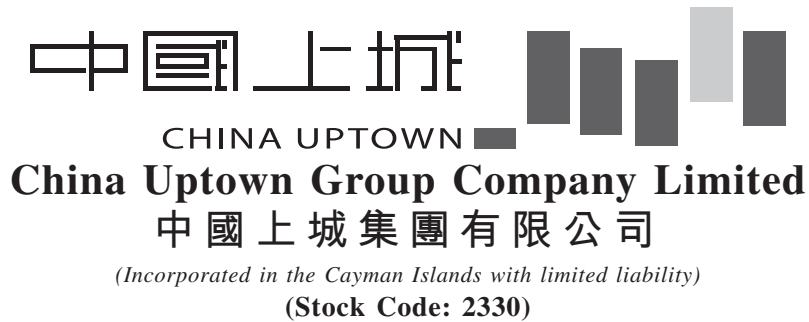 中國上城
CHINA UPTOWN
China Uptown Group Company Limited
中國上城集團有限公司
(Incorporated in the Cayman Islands with limited liability)
(Stock Code: 2330)